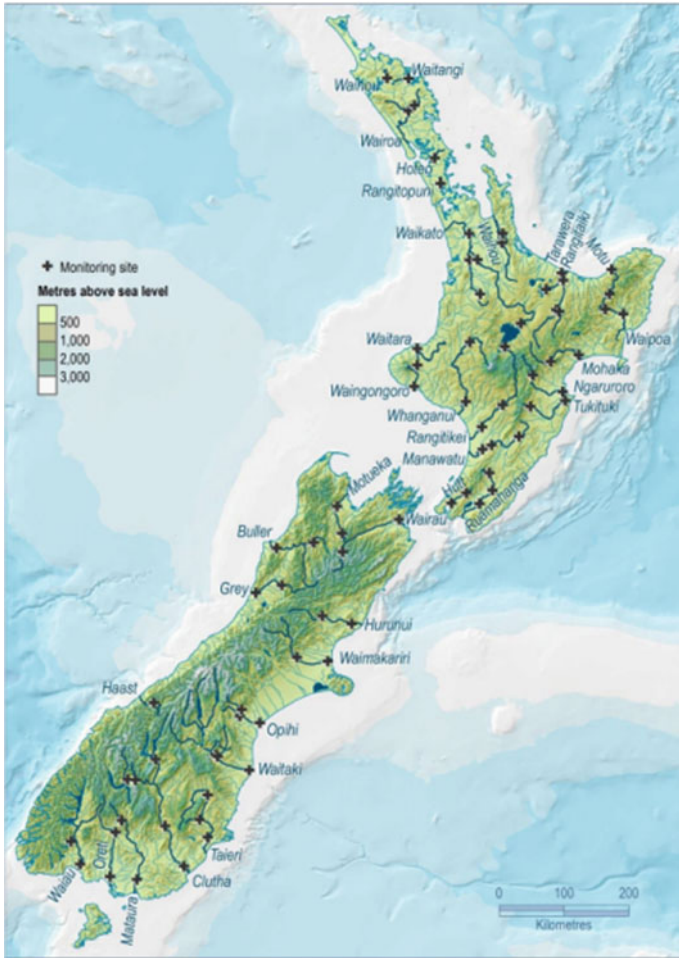 Waitangi
Waihou
Wairoa
Hoteo
Rangitopuni
Waikato
Waihou
Tarawera
Rangitaiki
Motu
Monitoring site
Metres above sea level
500
1,000
2,000
3,000
Waitara
Waipoa
Mohaka
Waingongoro
Ngaruroro
Tukituki
Whanganui
Rangitikei
Manawatu
Motueka
Hutt
Ruamahanga
Wairau
Buller
Grey
Hurunui
Waimakariri
Haast
Opihi
Waitaki
Taieri
Oreti
Waiau
Clutha
Mataura
0 100 200
Kilometres